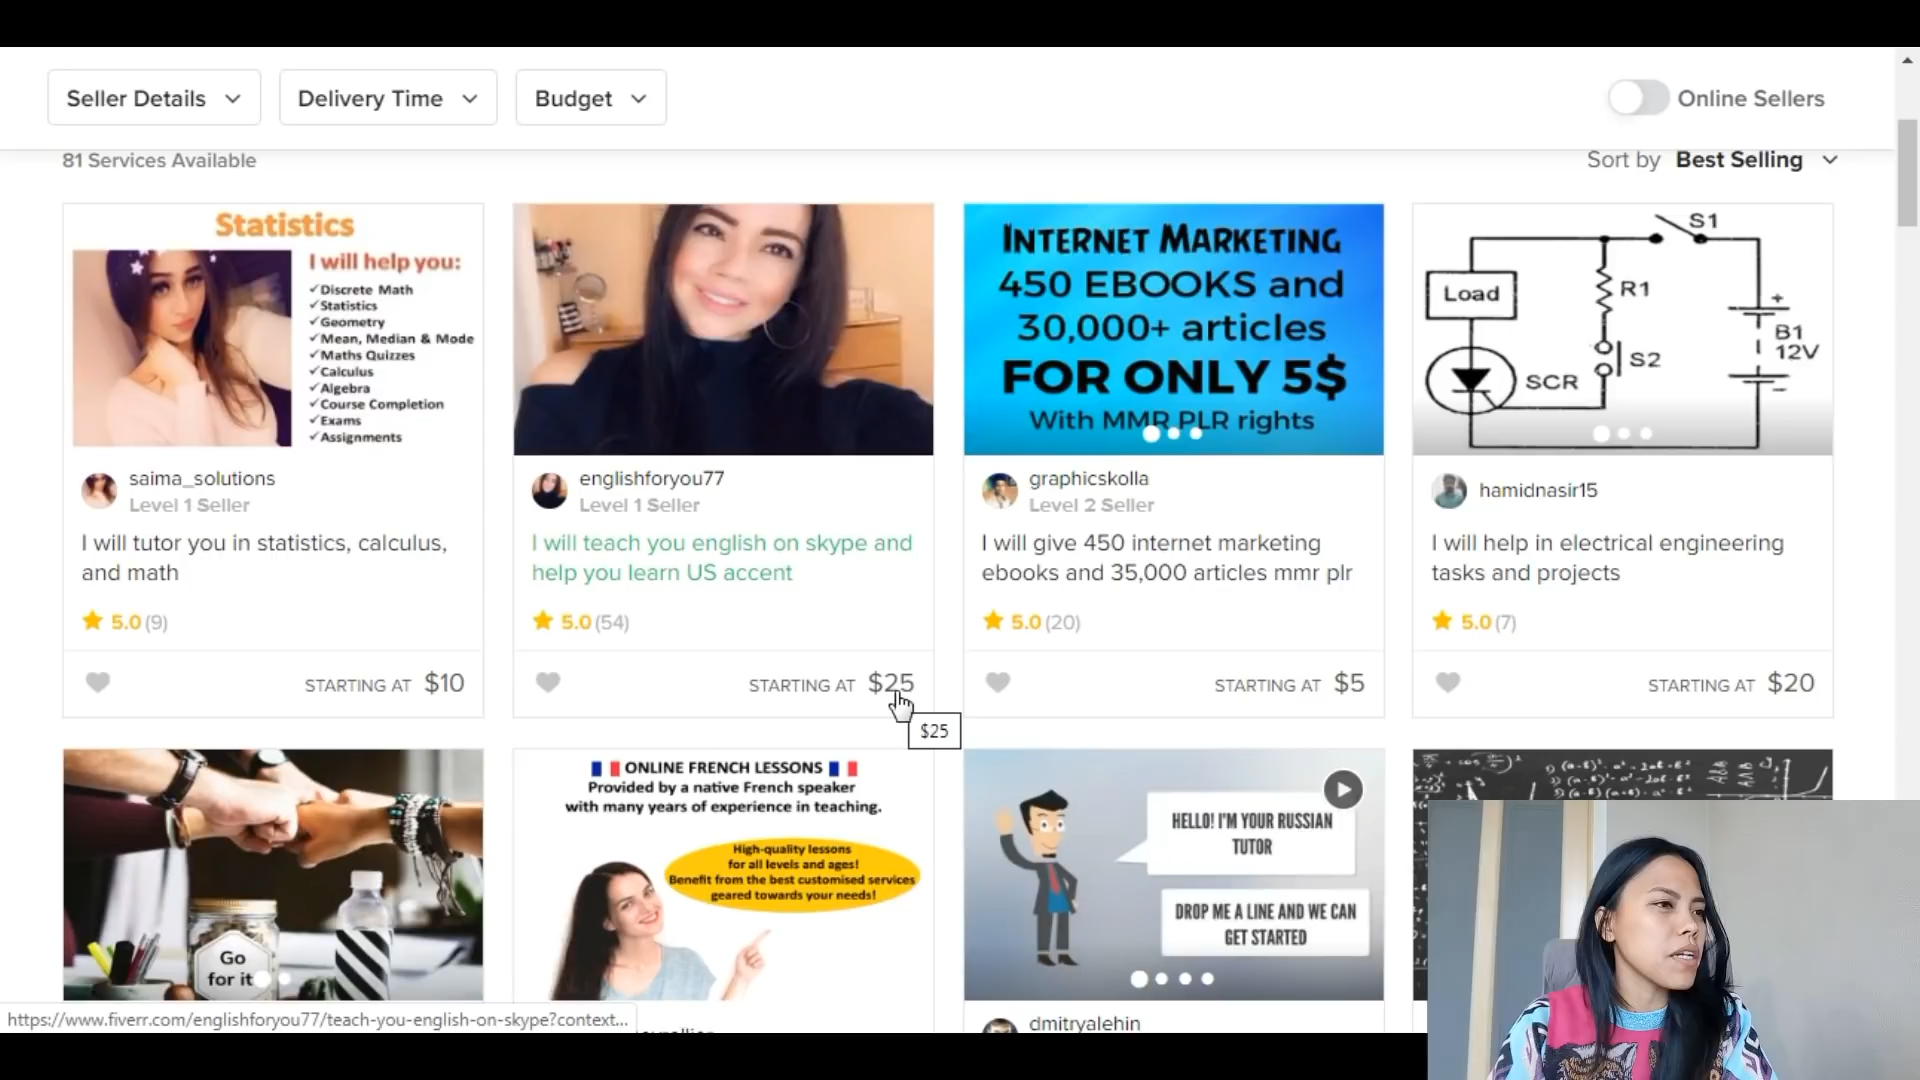 Seller Details
Delivery Time
Budget
Online Sellers
81 Services Available
Sort by Best Selling
Statistics
I will help you:
✓Discrete Math
✓Statistics
✓Geometry
✓Mean, Median & Mode
✓Maths Quizzes
✓Calculus
✓Algebra
✓Course Completion
✓Exams
✓Assignments
INTERNET MARKETING
450 EBOOKS and
30,000+ articles
FOR ONLY 5$
With MMR PLR rights
S1
Load
R1
+
B1
12V
S2
SCR
saima_solutions
Level 1 Seller
I will tutor you in statistics, calculus,
and math
5.0 (9)
STARTING AT $10
englishforyou77
Level 1 Seller
I will teach you english on skype and
help you learn US accent
5.0 (54)
STARTING AT $25
$25
graphicskolla
Level 2 Seller
I will give 450 internet marketing
ebooks and 35,000 articles mmr plr
5.0 (20)
STARTING AT $5
hamidnasir15
I will help in electrical engineering
tasks and projects
5.0 (7)
STARTING AT $20
Go
for it
ONLINE FRENCH LESSONS
Provided by a native French speaker
with many years of experience in teaching.
High-quality lessons
for all levels and ages!
Benefit from the best customised services
geared towards your needs!
HELLO! I'M YOUR RUSSIAN
TUTOR
DROP ME A LINE AND WE CAN
GET STARTED
dmitryalehin
https://www.fiverr.com/englishforyou77/teach-you-english-on-skype?context...